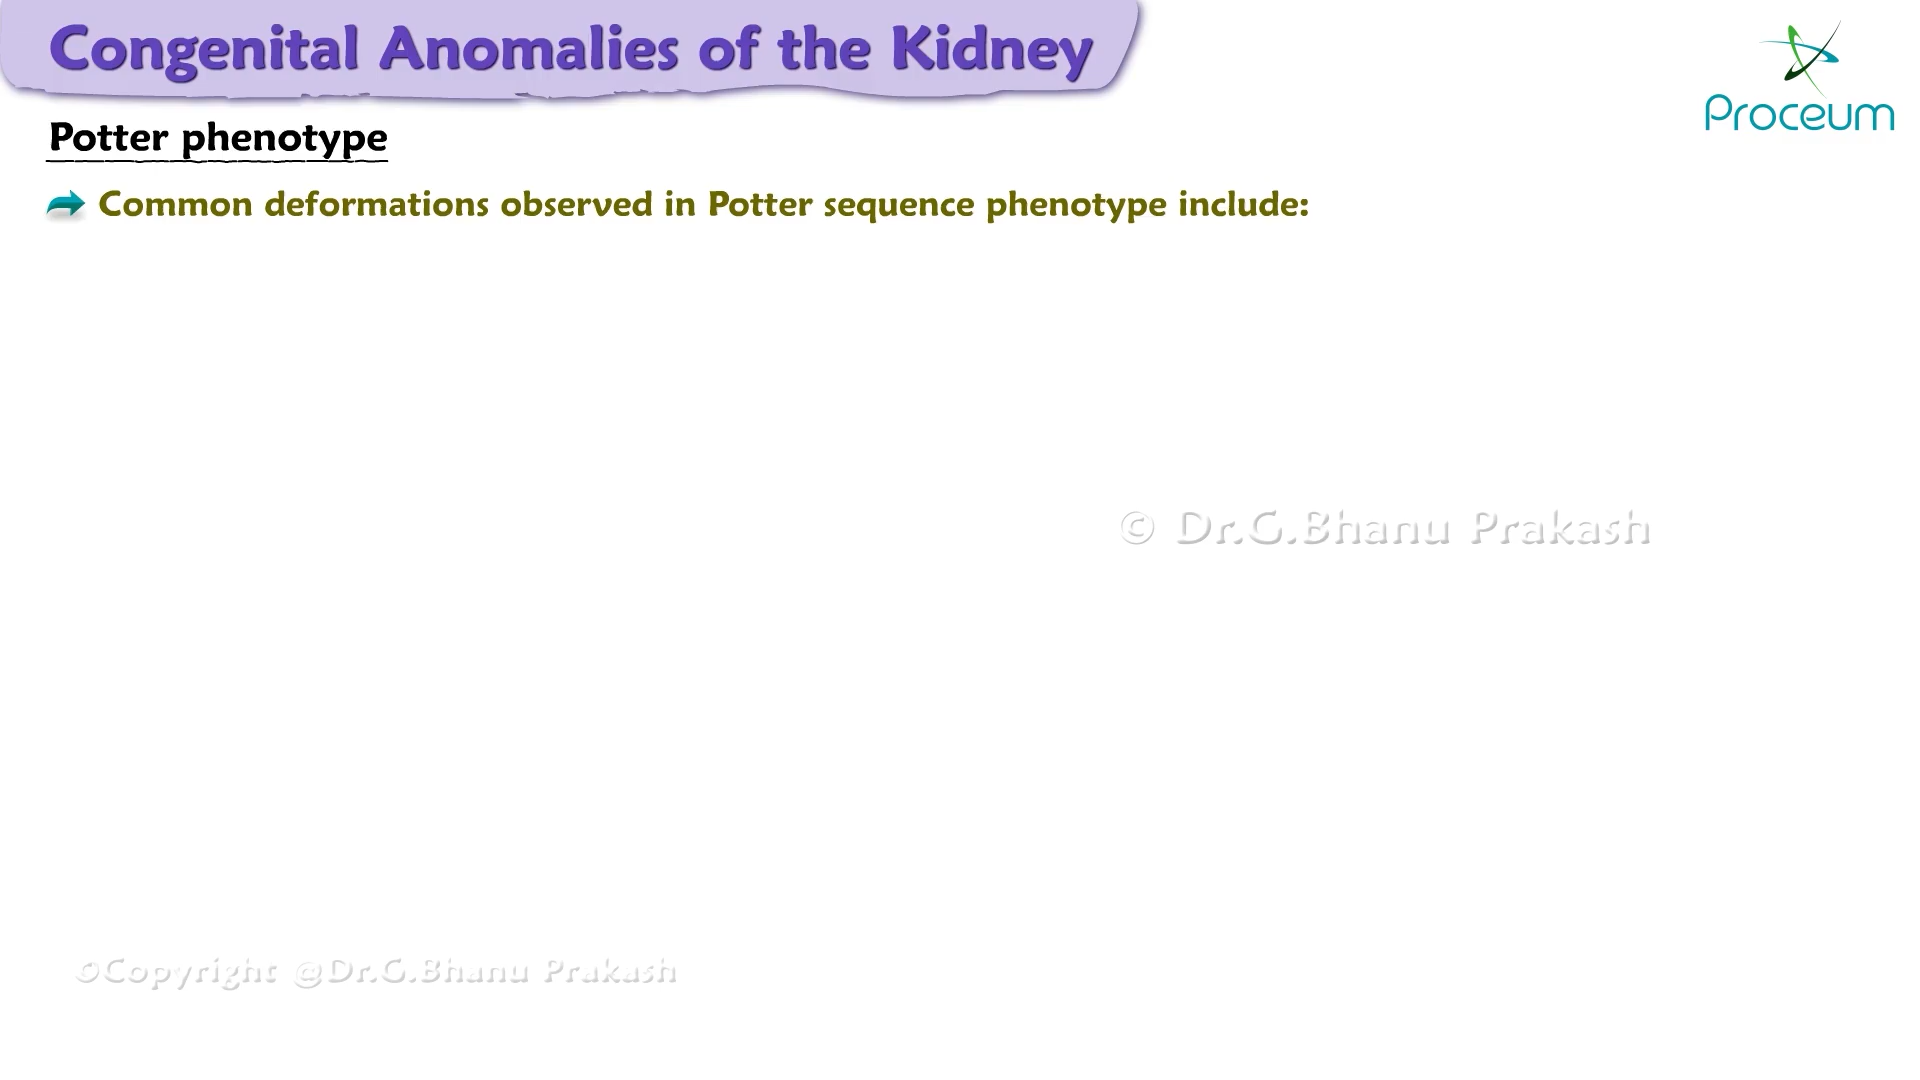 Congenital Anomalies of the Kidney
Proceum
Potter phenotype
Common deformations observed in Potter sequence phenotype include:
© Dr.G.Bhanu Prakash
©Copyright @Dr.G.Bhanu Prakash